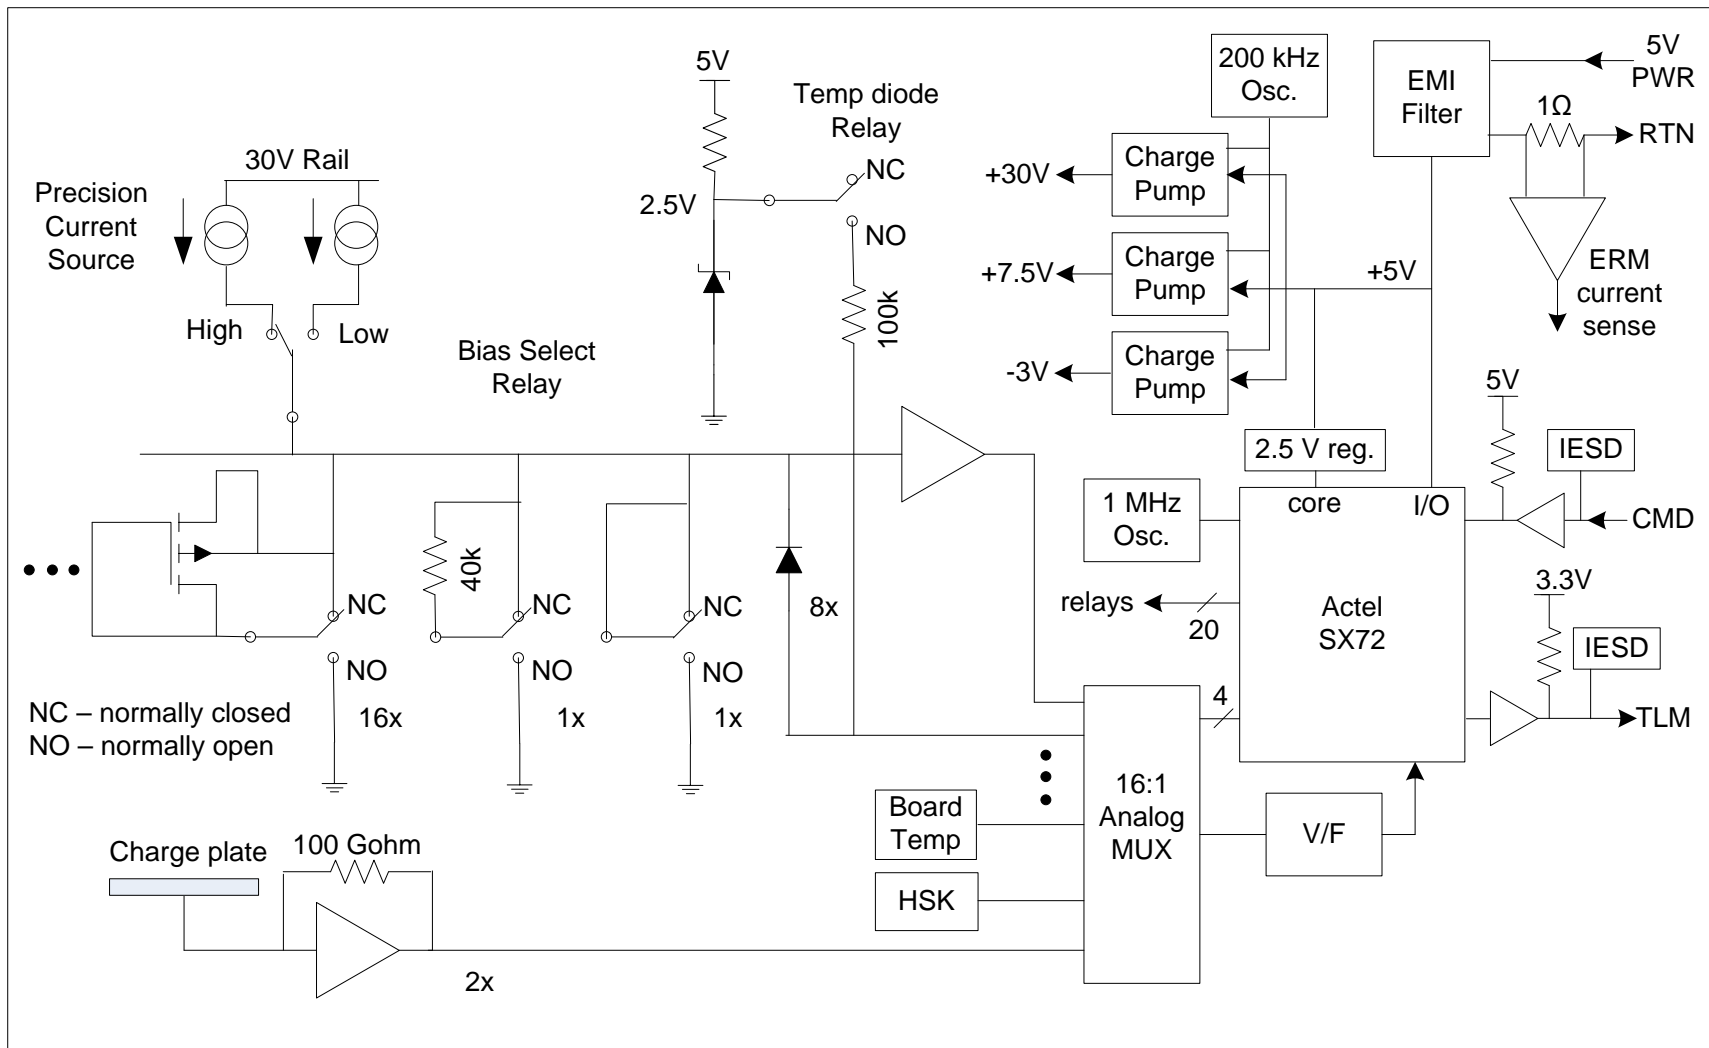 5V
Temp diode
Relay
200 kHz
Osc.
EMI
Filter
5V
PWR
1Ω
RTN
30V Rail
Precision
Current
Source
High
Low
2.5V
NC
NO
100k
Bias Select
Relay
+30V
Charge
Pump
+7.5V
Charge
Pump
-3V
Charge
Pump
+5V
ERM
current
sense
5V
IESD
CMD
2.5 V reg.
core
I/O
1 MHz
Osc.
relays
20
Actel
SX72
3.3V
IESD
TLM
4
NC
NO
16x
40k
NC
NO
1x
NC
NO
1x
8x
NC – normally closed
NO – normally open
16:1
Analog
MUX
V/F
Board
Temp
HSK
Charge plate
100 Gohm
2x